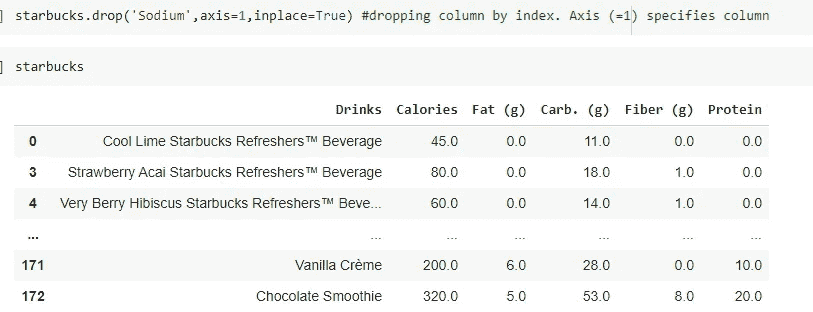 ] starbucks.drop('Sodium',axis=1,inplace=True) #dropping column by index. Axis (=1) specifies column
] starbucks
Drinks Calories Fat (g) Carb. (g) Fiber (g) Protein
0 Cool Lime Starbucks Refreshers™ Beverage 45.0 0.0 11.0 0.0 0.0
3 Strawberry Acai Starbucks Refreshers™ Beverage 80.0 0.0 18.0 1.0 0.0
4 Very Berry Hibiscus Starbucks Refreshers™ Beve... 60.0 0.0 14.0 1.0 0.0
... ... ... ... ... ... ...
171 Vanilla Crème 200.0 6.0 28.0 0.0 10.0
172 Chocolate Smoothie 320.0 5.0 53.0 8.0 20.0